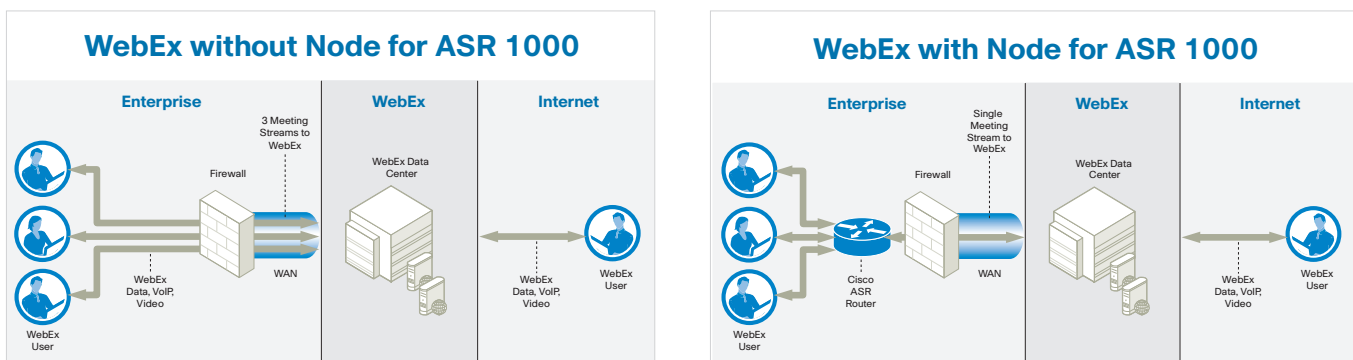 WebEx without Node for ASR 1000
Enterprise
WebEx
Internet
3 Meeting
Streams to
WebEx
Firewall
WebEx Data
Center
WAN
WebEx
Data, VoIP,
Video
WebEx
User
WebEx
Data, VoIP,
Video
WebEx
User
WebEx with Node for ASR 1000
Enterprise
WebEx
Internet
Single
Meeting
Stream to
WebEx
Firewall
WebEx Data
Center
Cisco
ASR
Router
WAN
WebEx
User
WebEx
Data, VoIP,
Video
WebEx
User